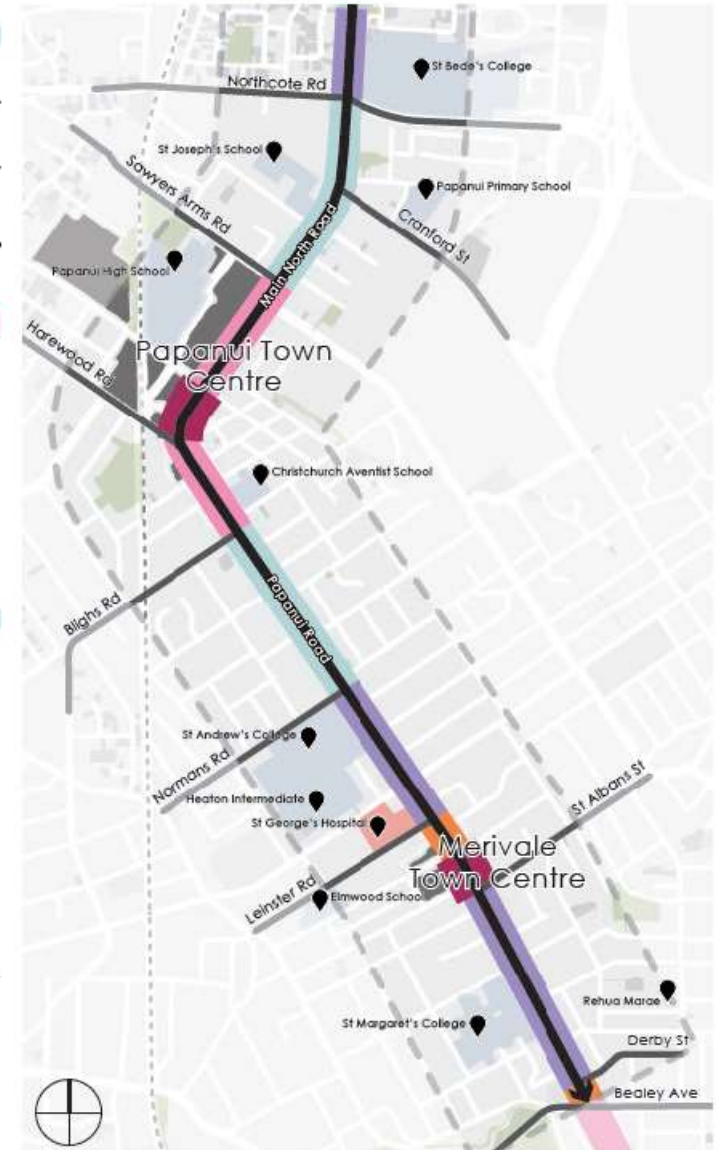 St Bede's College
Northcote Rd
St Joseph's School
Sawyers Arms Rd
Papanui Primary School
Cranford St
Main North Road
Papanui High School
Harewood Rd
Papanui Town
Centre
Christchurch Aventist School
Blighs Rd
Papanui Road
St Andrew's College
Normans Rd
Heaton Intermediate
St George's Hospital
St Albans St
Merivale
Town Centre
Leinster Rd
Elmwood School
Rehua Marae
St Margaret's College
Derby St
Bealey Ave